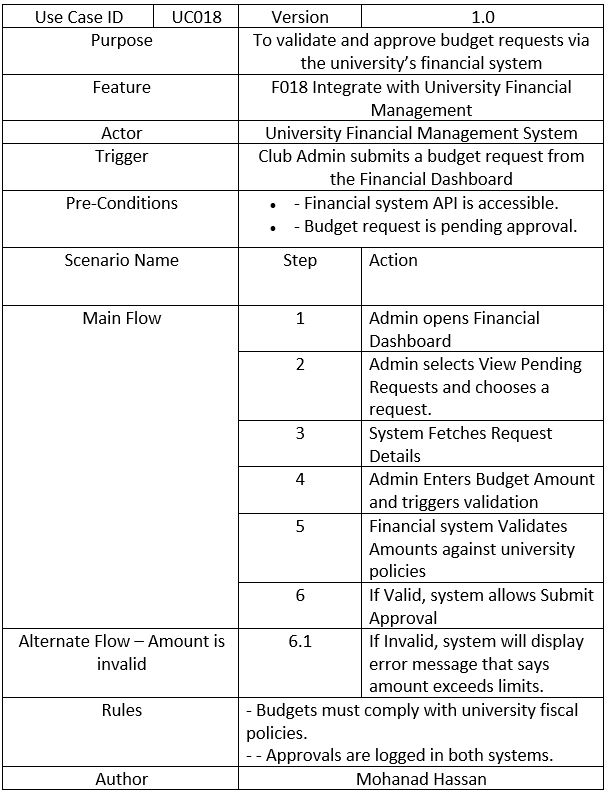 Use Case ID UC018 Version 1.0
Purpose To validate and approve budget requests via
the university's financial system
Feature F018 Integrate with University Financial
Management
Actor University Financial Management System
Trigger Club Admin submits a budget request from
the Financial Dashboard
Pre-Conditions • - Financial system API is accessible.
• - Budget request is pending approval.
Scenario Name Step Action
Main Flow 1 Admin opens Financial
Dashboard
2 Admin selects View Pending
Requests and chooses a
request.
3 System Fetches Request
Details
4 Admin Enters Budget Amount
and triggers validation
5 Financial system Validates
Amounts against university
policies
6 If Valid, system allows Submit
Approval
Alternate Flow – Amount is 6.1 If Invalid, system will display
invalid error message that says
amount exceeds limits.
Rules - Budgets must comply with university fiscal
policies.
- - Approvals are logged in both systems.
Author Mohanad Hassan